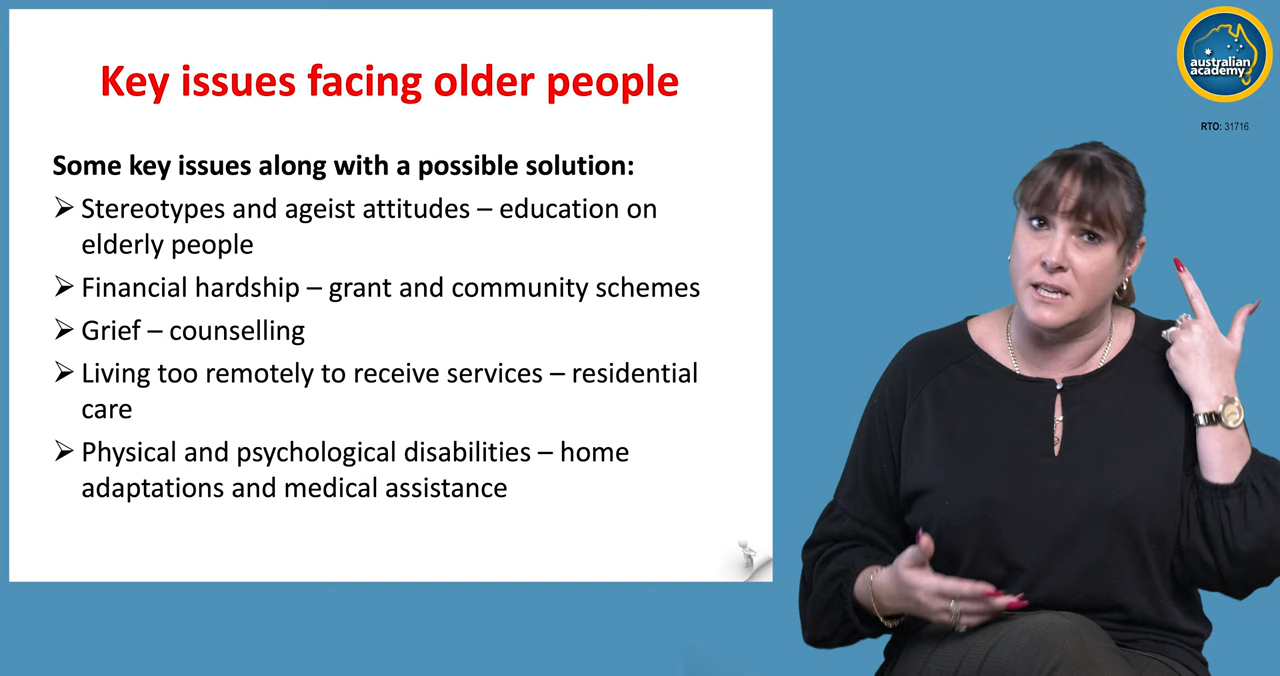 Key issues facing older people
Some key issues along with a possible solution:
Stereotypes and ageist attitudes – education on
elderly people
Financial hardship – grant and community schemes
Grief – counselling
Living too remotely to receive services – residential
care
Physical and psychological disabilities – home
adaptations and medical assistance
australian
academy
RTO: 31716